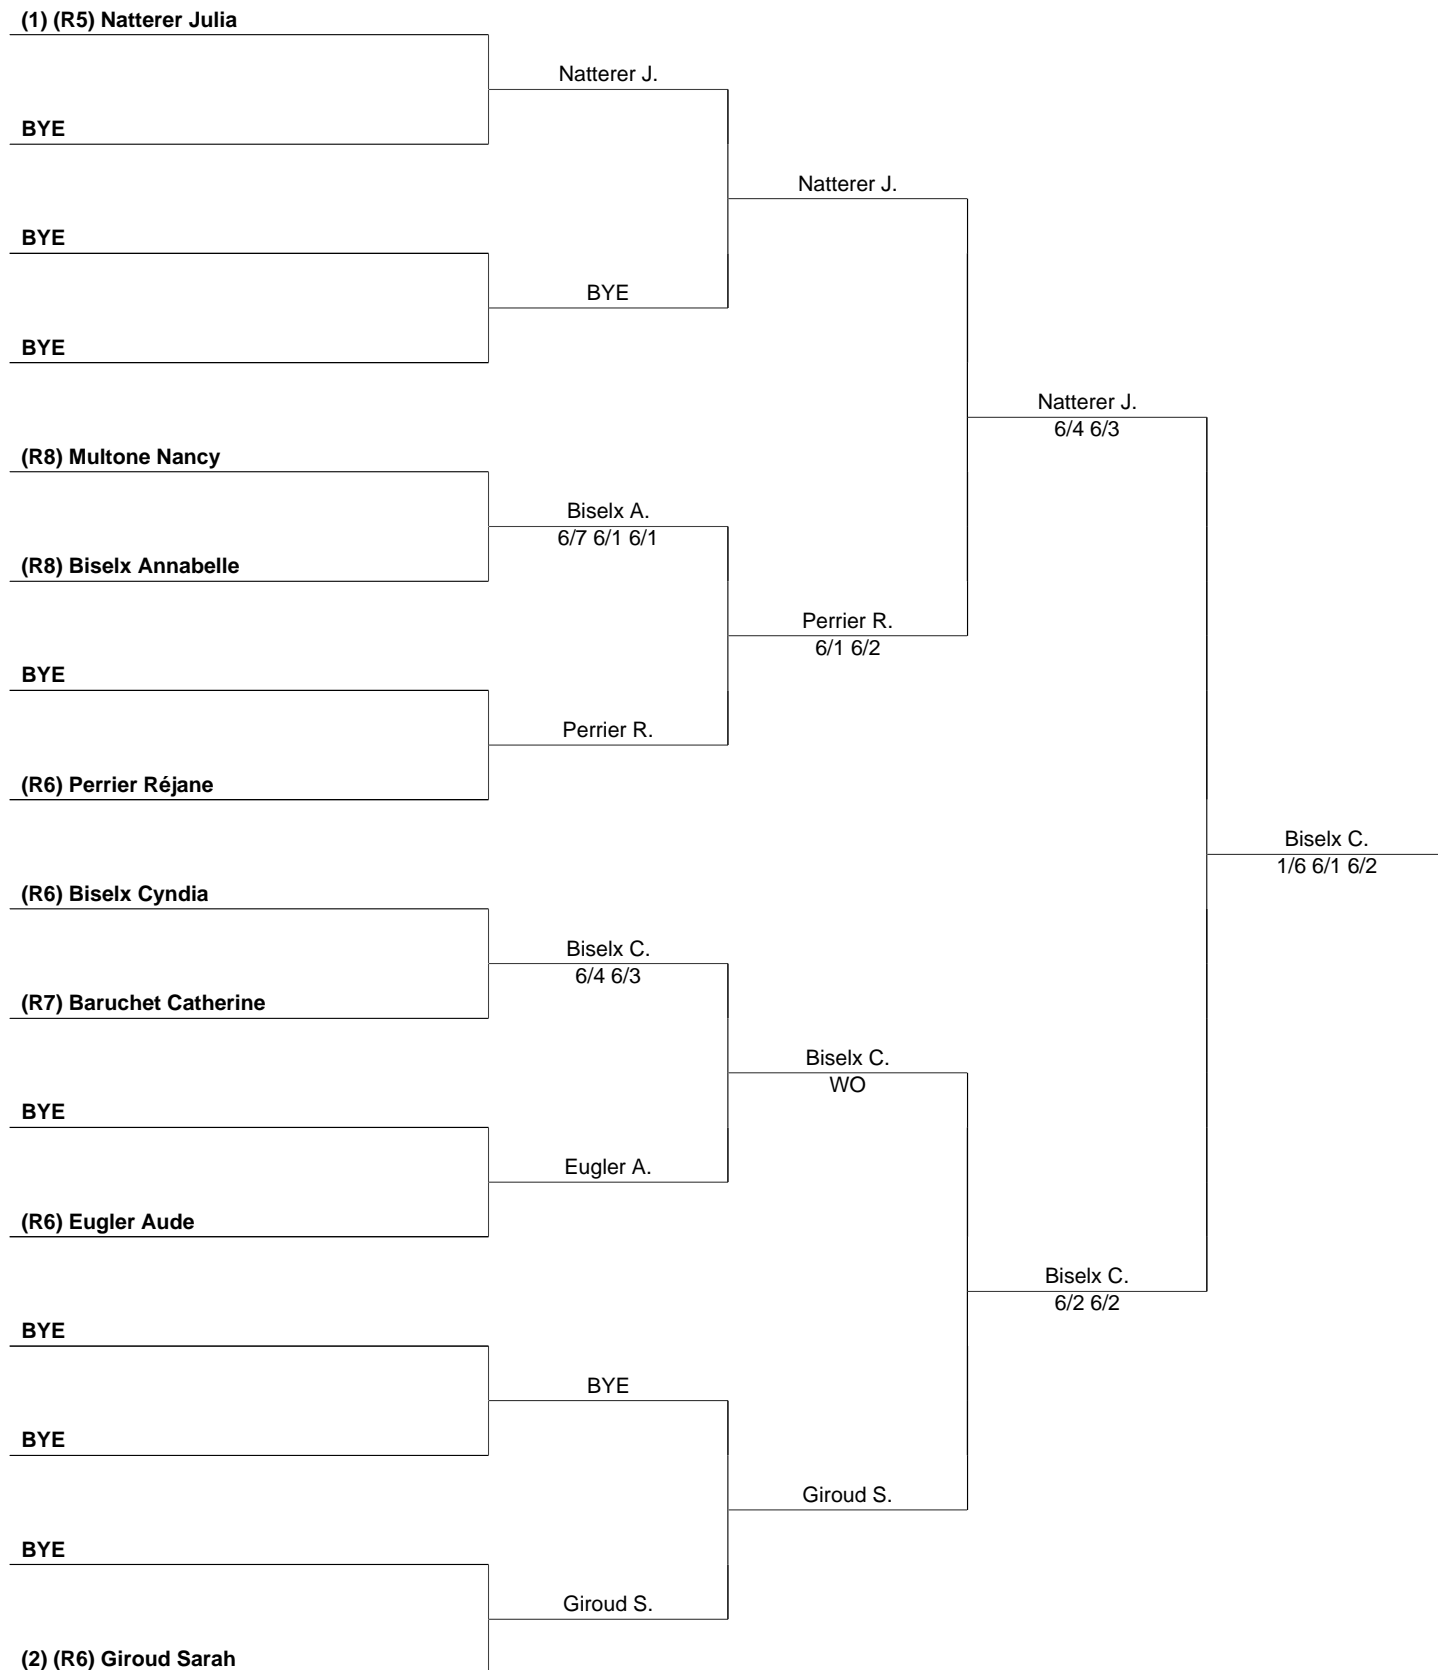 (1) (R5) Natterer Julia
Natterer J.
BYE
Natterer J.
BYE
BYE
BYE
Natterer J.
6/4 6/3
(R8) Multone Nancy
Biselx A.
6/7 6/1 6/1
(R8) Biselx Annabelle
Perrier R.
6/1 6/2
BYE
Perrier R.
(R6) Perrier Réjane
Biselx C.
1/6 6/1 6/2
(R6) Biselx Cyndia
Biselx C.
6/4 6/3
(R7) Baruchet Catherine
Biselx C.
WO
BYE
Eugler A.
(R6) Eugler Aude
Biselx C.
6/2 6/2
BYE
BYE
BYE
Giroud S.
BYE
Giroud S.
(2) (R6) Giroud Sarah